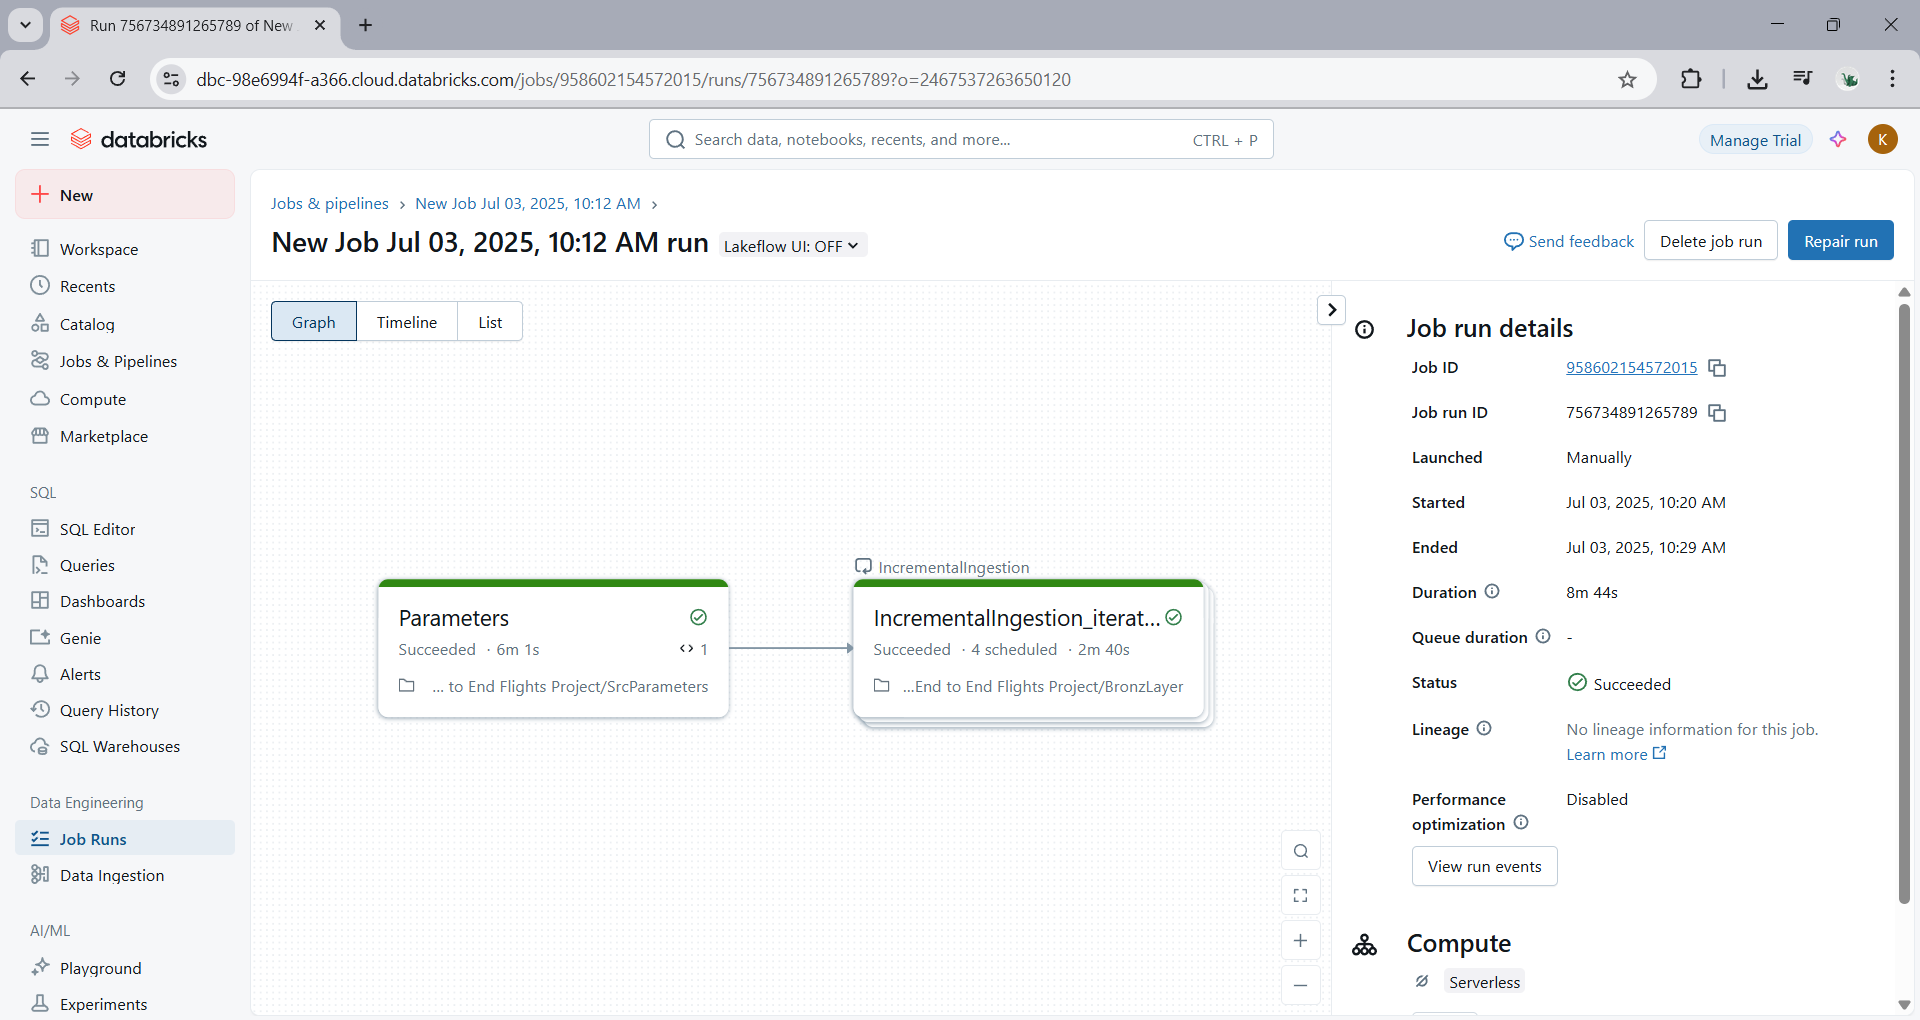 Run 756734891265789 of New
dbc-98e6994f-a366.cloud.databricks.com/jobs/958602154572015/runs/756734891265789?o=2467537263650120
databricks
Search data, notebooks, recents, and more...
CTRL + P
Manage Trial
K
New
Workspace
Recents
Catalog
Jobs & Pipelines
Compute
Marketplace
SQL
SQL Editor
Queries
Dashboards
Genie
Alerts
Query History
SQL Warehouses
Data Engineering
Job Runs
Data Ingestion
AI/ML
Playground
Experiments
Jobs & pipelines › New Job Jul 03, 2025, 10:12 AM ›
New Job Jul 03, 2025, 10:12 AM run
Lakeflow UI: OFF
Send feedback
Delete job run
Repair run
Graph
Timeline
List
Parameters
Succeeded · 6m 1s
1
... to End Flights Project/SrcParameters
IncrementalIngestion
IncrementalIngestion_iterat...
Succeeded · 4 scheduled · 2m 40s
...End to End Flights Project/BronzLayer
Job run details
Job ID 958602154572015
Job run ID 756734891265789
Launched Manually
Started Jul 03, 2025, 10:20 AM
Ended Jul 03, 2025, 10:29 AM
Duration 8m 44s
Queue duration -
Status Succeeded
Lineage No lineage information for this job.
Learn more
Performance Disabled
optimization
View run events
Compute
Serverless